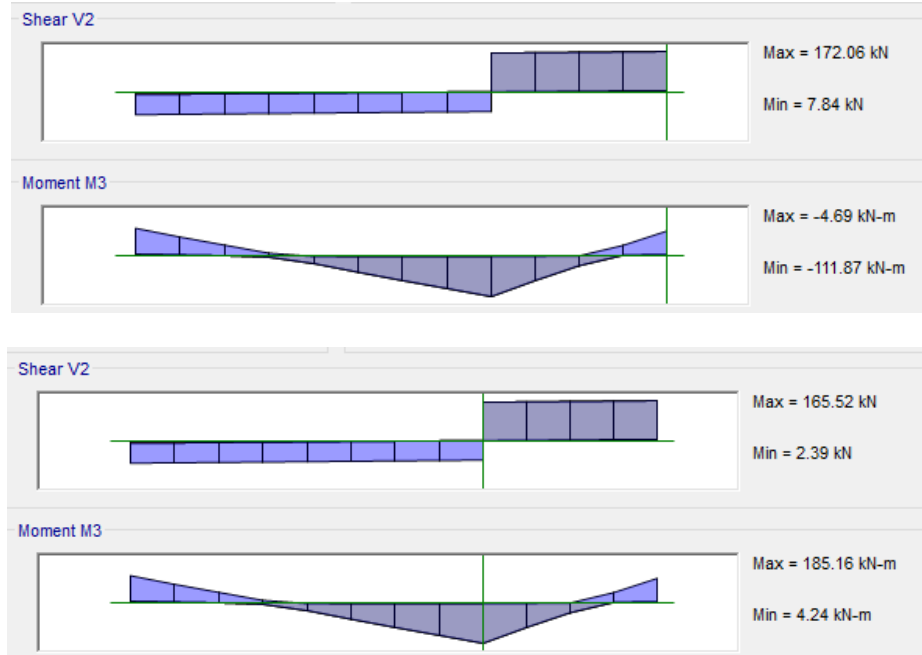 Shear V2
Max = 172.06 kN
Min = 7.84 kN
Moment M3
Max = -4.69 kN-m
Min = -111.87 kN-m
Shear V2
Max = 165.52 kN
Min = 2.39 kN
Moment M3
Max = 185.16 kN-m
Min = 4.24 kN-m